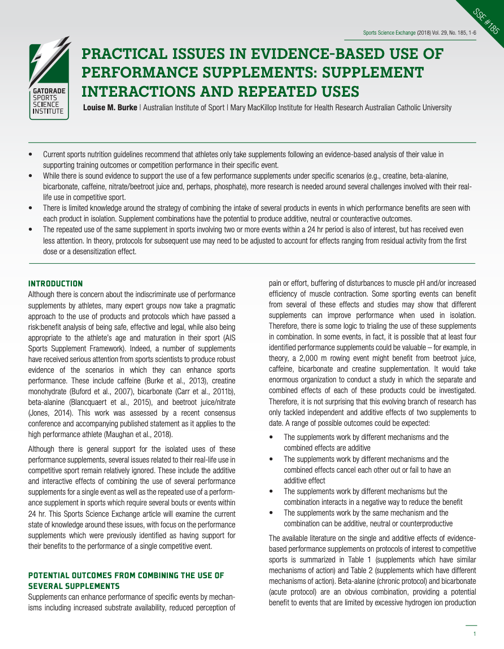 Sports Science Exchange (2018) Vol. 29, No. 185, 1-6
SSE #185
GATORADE
SPORTS
SCIENCE
INSTITUTE
PRACTICAL ISSUES IN EVIDENCE-BASED USE OF
PERFORMANCE SUPPLEMENTS: SUPPLEMENT
INTERACTIONS AND REPEATED USES
Louise M. Burke | Australian Institute of Sport | Mary MacKillop Institute for Health Research Australian Catholic University
• Current sports nutrition guidelines recommend that athletes only take supplements following an evidence-based analysis of their value in
supporting training outcomes or competition performance in their specific event.
• While there is sound evidence to support the use of a few performance supplements under specific scenarios (e.g., creatine, beta-alanine,
bicarbonate, caffeine, nitrate/beetroot juice and, perhaps, phosphate), more research is needed around several challenges involved with their real-
life use in competitive sport.
• There is limited knowledge around the strategy of combining the intake of several products in events in which performance benefits are seen with
each product in isolation. Supplement combinations have the potential to produce additive, neutral or counteractive outcomes.
• The repeated use of the same supplement in sports involving two or more events within a 24 hr period is also of interest, but has received even
less attention. In theory, protocols for subsequent use may need to be adjusted to account for effects ranging from residual activity from the first
dose or a desensitization effect.
INTRODUCTION
Although there is concern about the indiscriminate use of performance
supplements by athletes, many expert groups now take a pragmatic
approach to the use of products and protocols which have passed a
risk:benefit analysis of being safe, effective and legal, while also being
appropriate to the athlete's age and maturation in their sport (AIS
Sports Supplement Framework). Indeed, a number of supplements
have received serious attention from sports scientists to produce robust
evidence of the scenarios in which they can enhance sports
performance. These include caffeine (Burke et al., 2013), creatine
monohydrate (Buford et al., 2007), bicarbonate (Carr et al., 2011b),
beta-alanine (Blancquaert et al., 2015), and beetroot juice/nitrate
(Jones, 2014). This work was assessed by a recent consensus
conference and accompanying published statement as it applies to the
high performance athlete (Maughan et al., 2018).
Although there is general support for the isolated uses of these
performance supplements, several issues related to their real-life use in
competitive sport remain relatively ignored. These include the additive
and interactive effects of combining the use of several performance
supplements for a single event as well as the repeated use of a perform-
ance supplement in sports which require several bouts or events within
24 hr. This Sports Science Exchange article will examine the current
state of knowledge around these issues, with focus on the performance
supplements which were previously identified as having support for
their benefits to the performance of a single competitive event.
POTENTIAL OUTCOMES FROM COMBINING THE USE OF
SEVERAL SUPPLEMENTS
Supplements can enhance performance of specific events by mechan-
isms including increased substrate availability, reduced perception of
pain or effort, buffering of disturbances to muscle pH and/or increased
efficiency of muscle contraction. Some sporting events can benefit
from several of these effects and studies may show that different
supplements can improve performance when used in isolation.
Therefore, there is some logic to trialing the use of these supplements
in combination. In some events, in fact, it is possible that at least four
identified performance supplements could be valuable – for example, in
theory, a 2,000 m rowing event might benefit from beetroot juice,
caffeine, bicarbonate and creatine supplementation. It would take
enormous organization to conduct a study in which the separate and
combined effects of each of these products could be investigated.
Therefore, it is not surprising that this evolving branch of research has
only tackled independent and additive effects of two supplements to
date. A range of possible outcomes could be expected:
• The supplements work by different mechanisms and the
combined effects are additive
• The supplements work by different mechanisms and the
combined effects cancel each other out or fail to have an
additive effect
• The supplements work by different mechanisms but the
combination interacts in a negative way to reduce the benefit
• The supplements work by the same mechanism and the
combination can be additive, neutral or counterproductive
The available literature on the single and additive effects of evidence-
based performance supplements on protocols of interest to competitive
sports is summarized in Table 1 (supplements which have similar
mechanisms of action) and Table 2 (supplements which have different
mechanisms of action). Beta-alanine (chronic protocol) and bicarbonate
(acute protocol) are an obvious combination, providing a potential
benefit to events that are limited by excessive hydrogen ion production
1